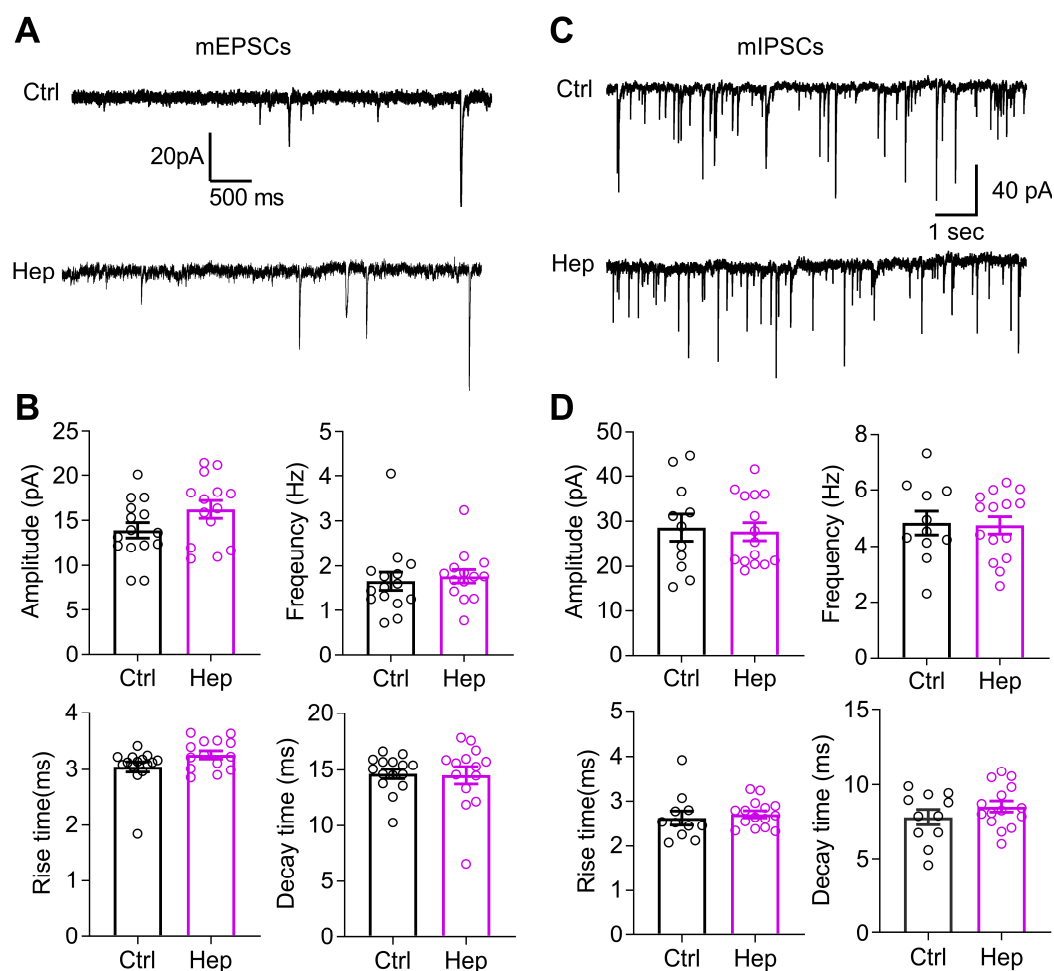 A
mEPSCs
Ctrl
20pA
500 ms
Hep
C
mIPSCs
Ctrl
40 pA
1 sec
Hep
B
Amplitude (pA)
25
20
15
10
5
0
Ctrl
Hep
Freqeuncy (Hz)
5
4
3
2
1
0
Ctrl
Hep
Rise time(ms)
4
3
2
1
0
Ctrl
Hep
Decay time (ms)
20
15
10
5
0
Ctrl
Hep
D
Amplitude (pA)
50
40
30
20
10
0
Ctrl
Hep
Frequency (Hz)
8
6
4
2
0
Ctrl
Hep
Rise time(ms)
5
4
3
2
1
0
Ctrl
Hep
Decay time (ms)
15
10
5
0
Ctrl
Hep